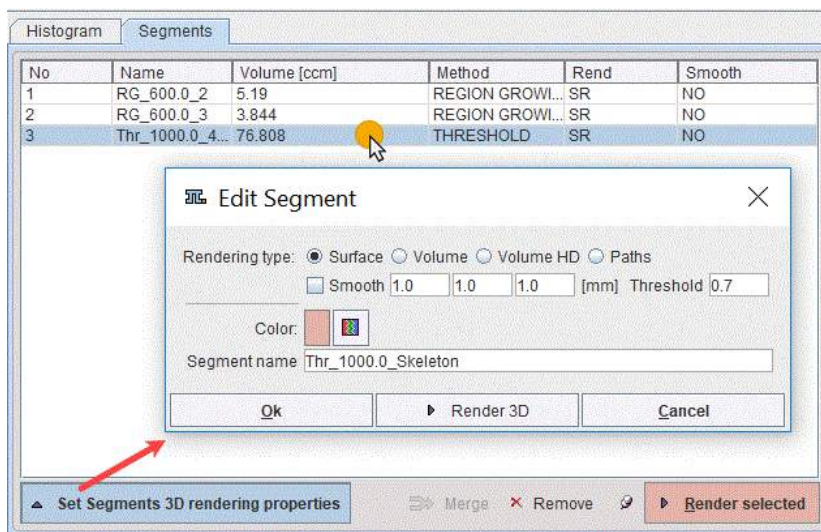 Histogram Segments
No Name Volume [ccm] Method Rend Smooth
1 RG_600.0_2 5.19 REGION GROWI... SR NO
2 RG_600.0_3 3.844 REGION GROWI... SR NO
3 Thr_1000.0_4... 76.808 THRESHOLD SR NO
Edit Segment
Rendering type: Surface Volume Volume HD Paths
Smooth 1.0 1.0 1.0 [mm] Threshold 0.7
Color:
Segment name Thr_1000.0_Skeleton
Ok Render 3D Cancel
Set Segments 3D rendering properties Merge Remove Render selected